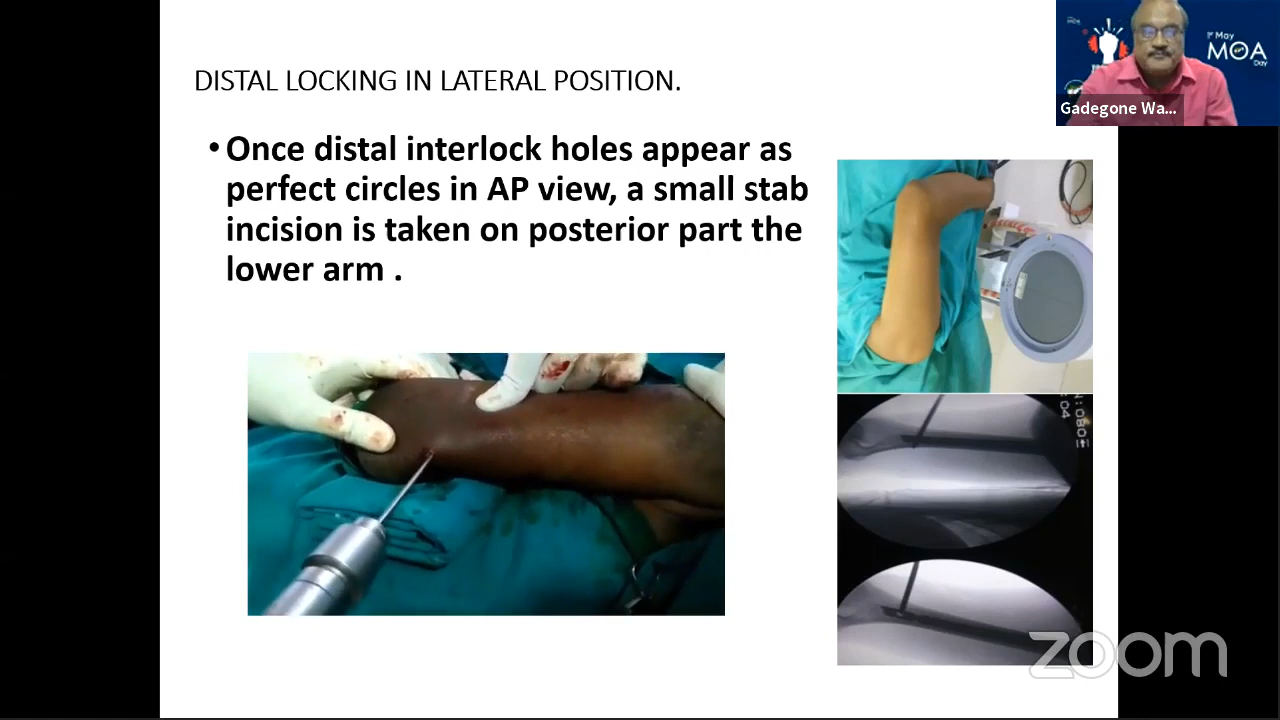 DISTAL LOCKING IN LATERAL POSITION.
• Once distal interlock holes appear as
perfect circles in AP view, a small stab
incision is taken on posterior part the
lower arm .
1st May
MOA
Day
Gadegone Wa...
zoom